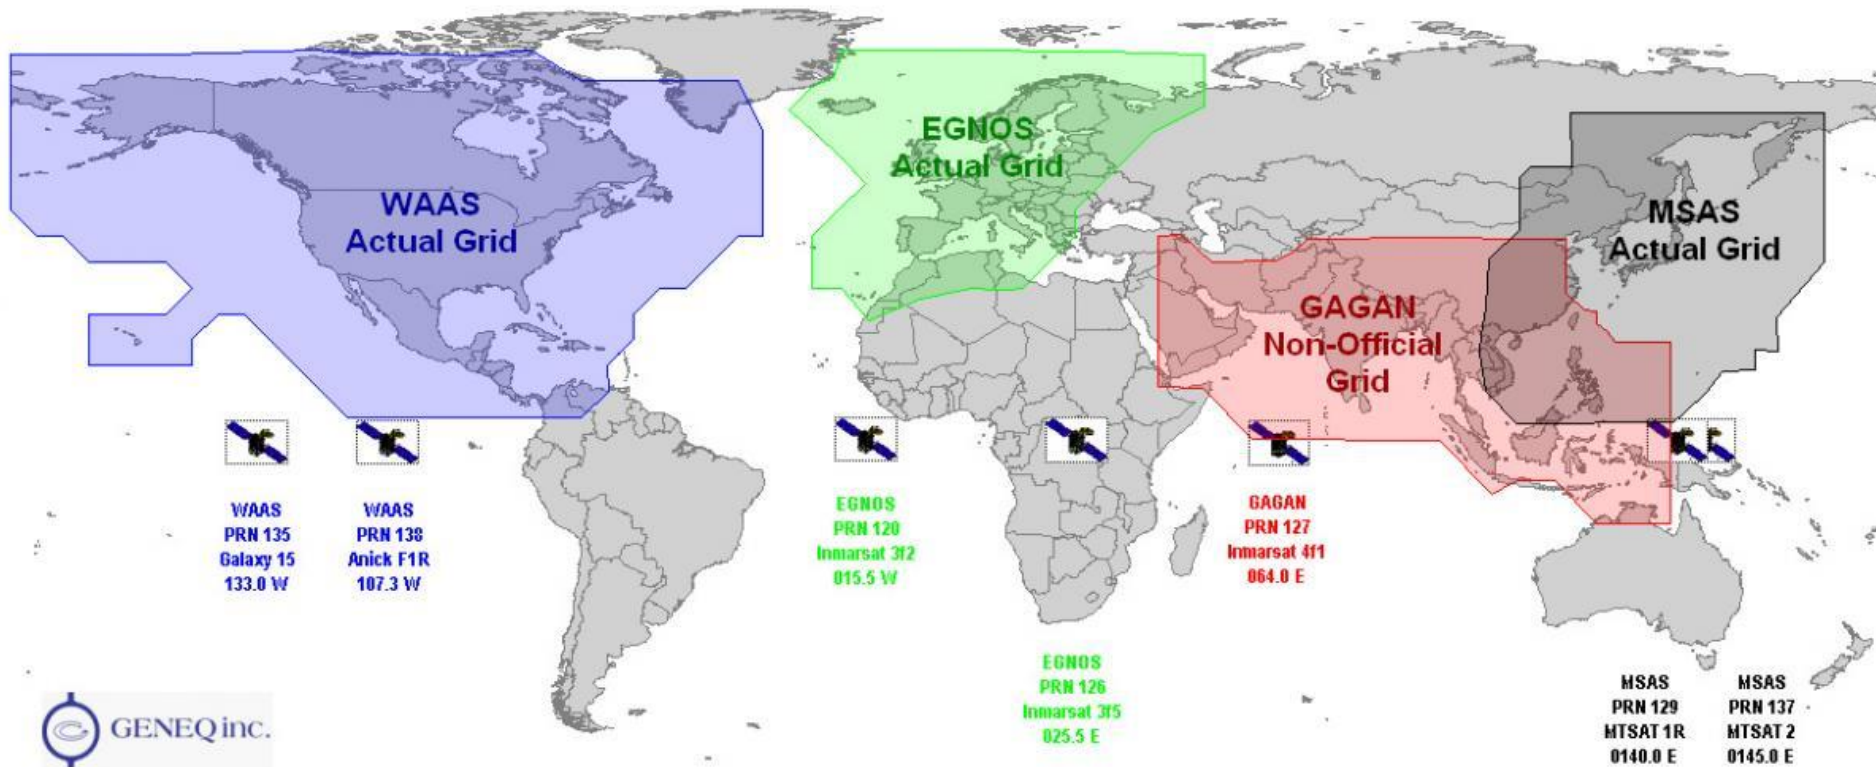 EGNOS
Actual Grid
WAAS
Actual Grid
MSAS
Actual Grid
GAGAN
Non-Official
Grid
WAAS
PRN 135
Galaxy 15
133.0 W
WAAS
PRN 138
Anick F1R
107.3 W
EGNOS
PRN 120
Inmarsat 3f2
015.5 W
GAGAN
PRN 127
Inmarsat 4f1
064.0 E
EGNOS
PRN 126
Inmarsat 3f5
025.5 E
MSAS
PRN 129
MTSAT 1R
0140.0 E
MSAS
PRN 137
MTSAT 2
0145.0 E
GENEQ inc.